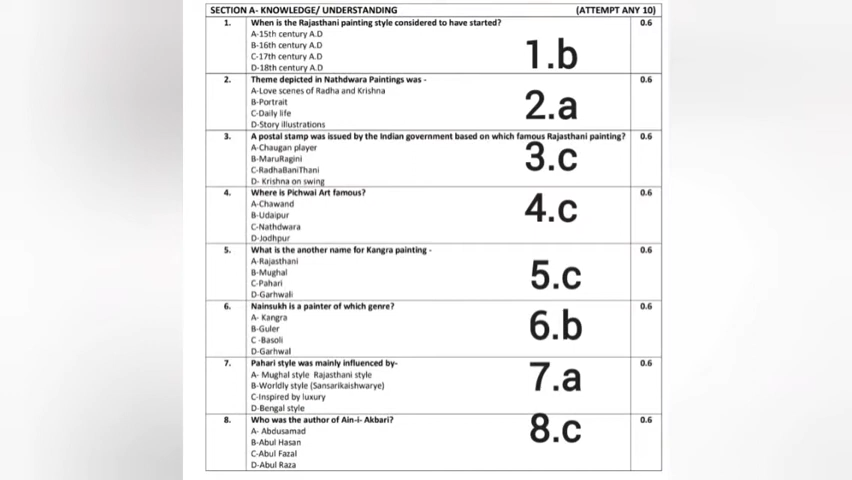 SECTION A- KNOWLEDGE/ UNDERSTANDING (ATTEMPT ANY 10)
1. When is the Rajasthani painting style considered to have started? 0.6
A-15th century A.D
B-16th century A.D
C-17th century A.D
D-18th century A.D
1.b
2. Theme depicted in Nathdwara Paintings was - 0.6
A-Love scenes of Radha and Krishna
B-Portrait
C-Daily life
D-Story illustrations
2.a
3. A postal stamp was issued by the Indian government based on which famous Rajasthani painting? 0.6
A-Chaugan player
B-MaruRagini
C-RadhaBaniThani
D- Krishna on swing
3.c
4. Where is Pichwai Art famous? 0.6
A-Chawand
B-Udaipur
C-Nathdwara
D-Jodhpur
4.c
5. What is the another name for Kangra painting - 0.6
A-Rajasthani
B-Mughal
C-Pahari
D-Garhwali
5.c
6. Nainsukh is a painter of which genre? 0.6
A- Kangra
B-Guler
C -Basoli
D-Garhwal
6.b
7. Pahari style was mainly influenced by- 0.6
A- Mughal style Rajasthani style
B-Worldly style (Sansarikaishwarye)
C-Inspired by luxury
D-Bengal style
7.a
8. Who was the author of Ain-i- Akbari? 0.6
A- Abdusamad
B-Abul Hasan
C-Abul Fazal
D-Abul Raza
8.c